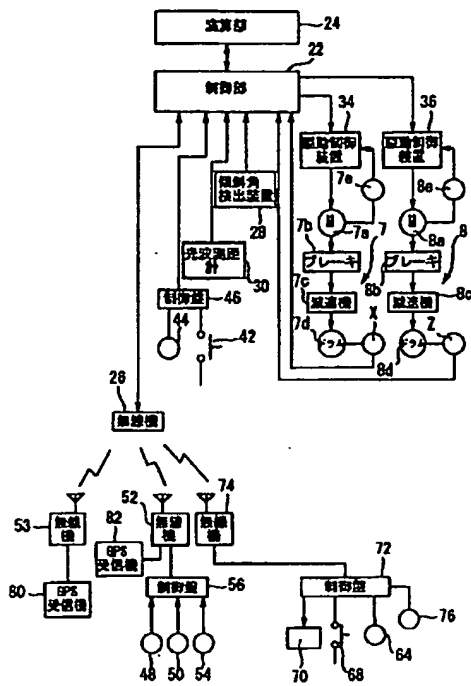 演算部
24
22
制御部
34
36
駆動制御
装置
駆動制御
装置
7e
8e
M
M
7a
8a
7b
7
8
ブレーキ
ブレーキ
8b
傾斜角
検出装置
28
光波測距
計
30
7c
減速機
減速機
8c
制御盤
46
7d
X
Z
ドラム
ドラム
8d
44
42
26
無線機
74
53
無線
機
82
52
無線
機
無線
機
GPS
受信機
72
80
GPS
受信機
制御盤
56
制御盤
76
48
50
54
70
68
64